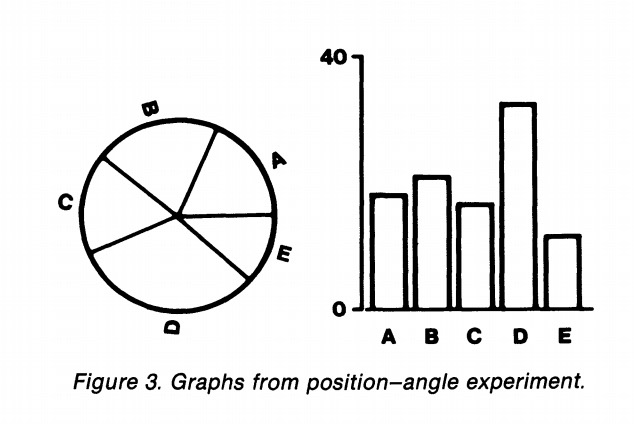 B
A
C
E
D
40
0
A B C D E
Figure 3. Graphs from position–angle experiment.